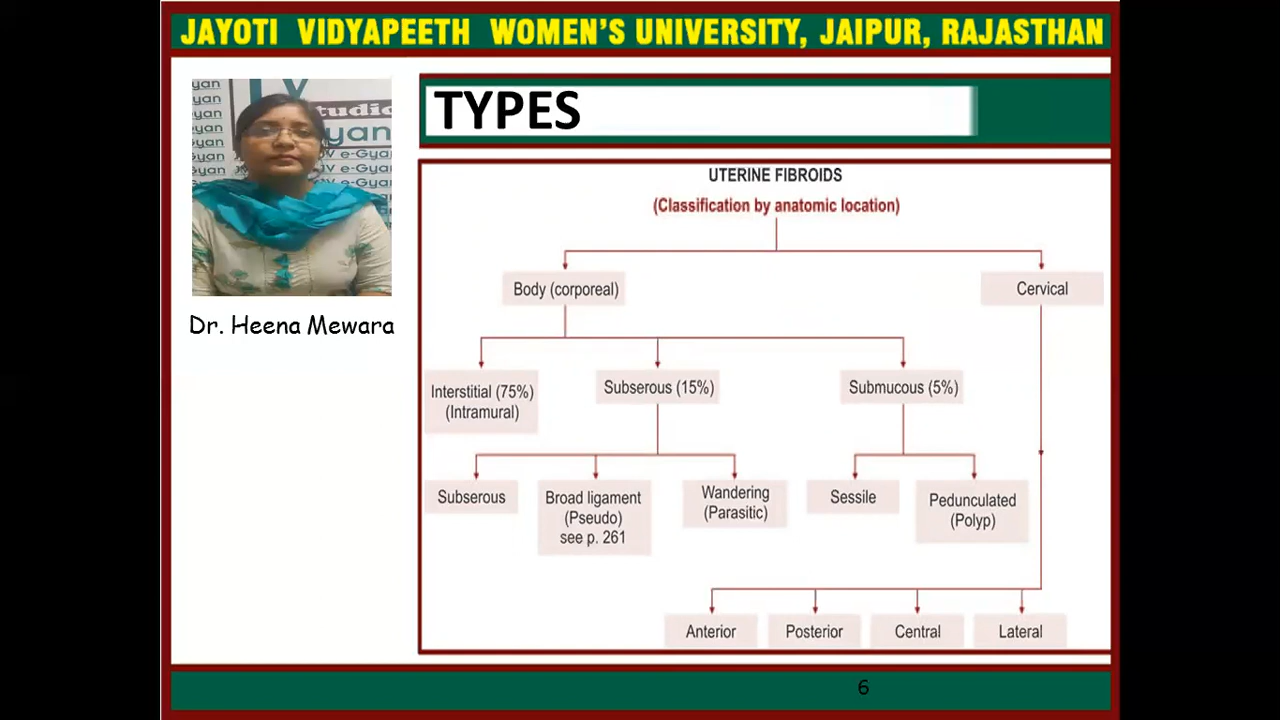 JAYOTI VIDYAPEETH WOMEN'S UNIVERSITY, JAIPUR, RAJASTHAN
TYPES
Dr. Heena Mewara
UTERINE FIBROIDS
(Classification by anatomic location)
Body (corporeal)
Cervical
Interstitial (75%)
(Intramural)
Subserous (15%)
Submucous (5%)
Subserous
Broad ligament
(Pseudo)
see p. 261
Wandering
(Parasitic)
Sessile
Pedunculated
(Polyp)
Anterior
Posterior
Central
Lateral
6